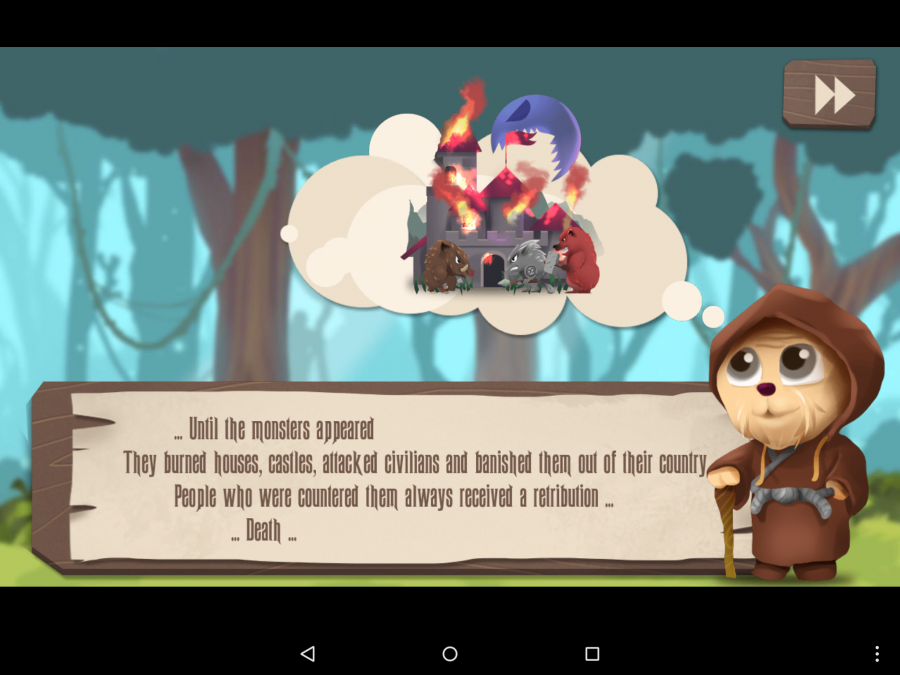 ... Until the monsters appeared
They burned houses, castles, attacked civilians and banished them out of their country
People who were countered them always received a retribution ...
... Death ...